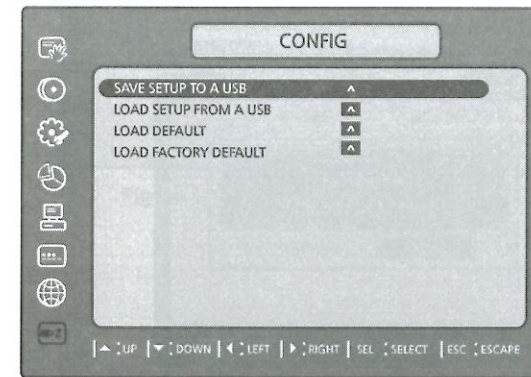 CONFIG
SAVE SETUP TO A USB ^
LOAD SETUP FROM A USB ^
LOAD DEFAULT ^
LOAD FACTORY DEFAULT ^
▲ : UP | ▼ : DOWN | ◀ : LEFT | ▶ : RIGHT | SEL : SELECT | ESC : ESCAPE